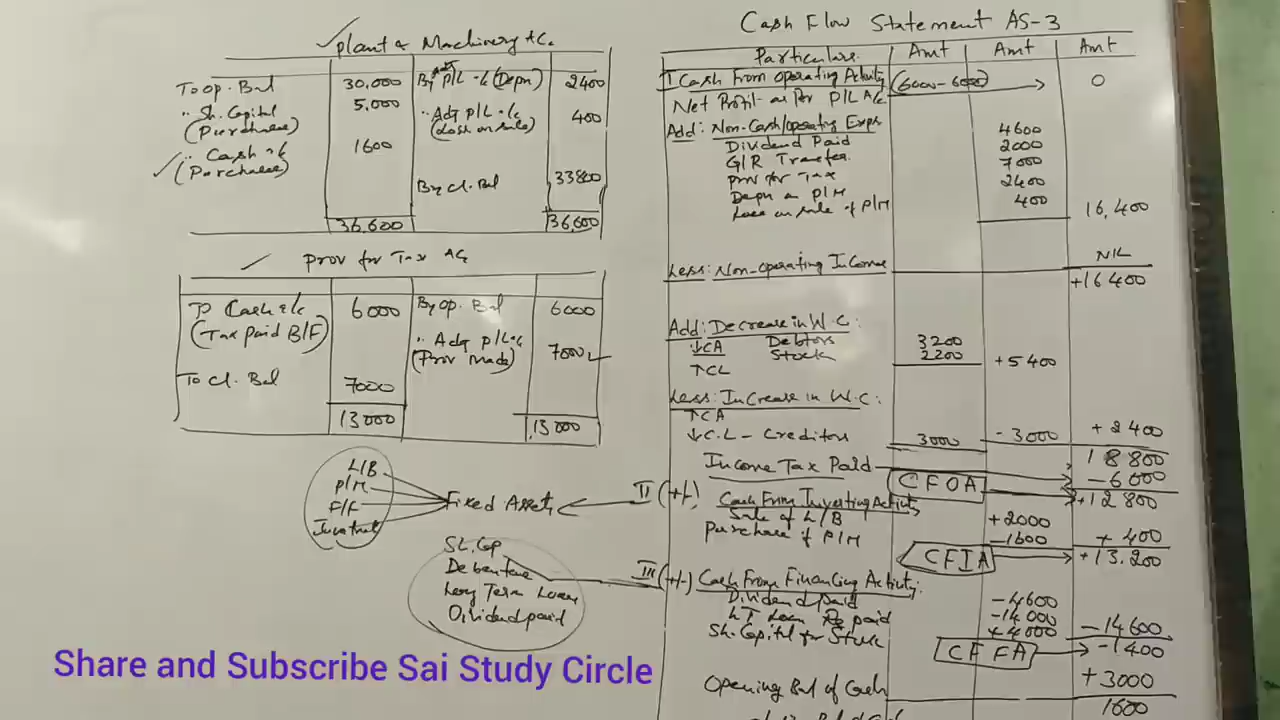 Plant & Machinery A/c.
To op. Bal 30,000 By P/L A/c (Depn) 2400
" Sh. Capital 5,000 " Adj P/L A/c 400
(Purchase) (Loss on sale)
" Cash A/c 1600
(Purchase)
By Cl. Bal 33800
36,600 36,600
Prov for Tax A/c
To Cash A/c 6000 By op. Bal 6000
(Tax paid B/F) " Adj P/L A/c 7000
(Prov Made)
To Cl. Bal 7000
13000 13000
L/B
P/M
F/F
Fixed Assets
Sh. Cap
Debenture
Long Term Loan
Dividend paid
Cash Flow Statement AS-3
Particulars Amt Amt Amt
I Cash From Operating Activity
Net Profit as Per P/L A/c (6000-6000) 0
Add: Non-Cash/operating Exps
Dividend Paid 4600
G/R Transfer 2000
Prov for Tax 7000
Depn on P/M 2400
Loss on sale of P/M 400 16,400
Less: Non-operating Income NIL
+16400
Add: Decrease in W.C:
↓CA Debtors 3200
Stock 2200 +5400
↑CL
Less: Increase in W.C:
↑CA
↓C.L - Creditors 3000 -3000 +2400
18800
Income Tax Paid -6000
CFOA +12800
II (+/-) Cash From Investing Activity
Sale of L/B +2000
Purchase of P/M -1600 +400
CFIA +13.200
III (+/-) Cash From Financing Activity:
Dividend paid -4600
LT Loan Re paid -14000
Sh. Capital for Stock +4000 -14600
CFFA -1400
Opening Bal of Cash +3000
1600
Share and Subscribe Sai Study Circle